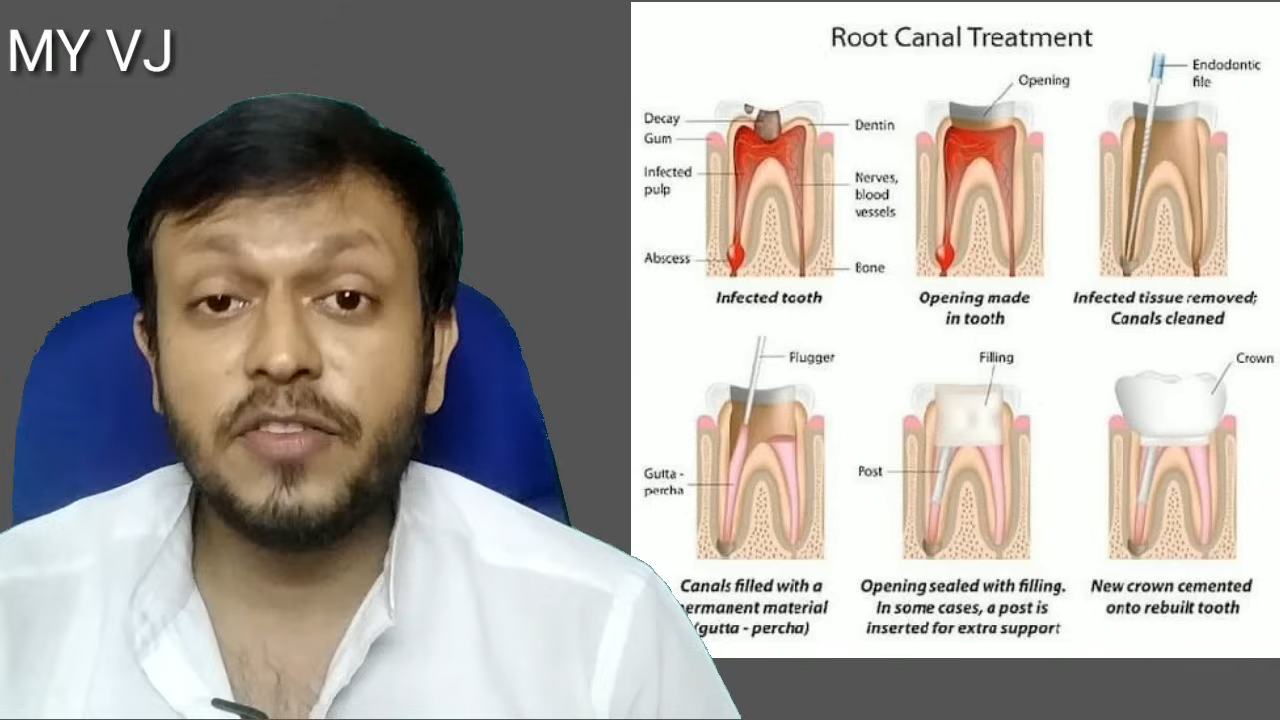 MY VJ
Root Canal Treatment
Decay
Gum
Infected
pulp
Abscess
Dentin
Nerves,
blood
vessels
Bone
Infected tooth
Opening
Opening made
in tooth
Endodontic
file
Infected tissue removed;
Canals cleaned
Plugger
Gutta -
percha
Canals filled with a
ermanent material
(gutta - percha)
Filling
Post
Opening sealed with filling.
In some cases, a post is
inserted for extra support
Crown
New crown cemented
onto rebuilt tooth